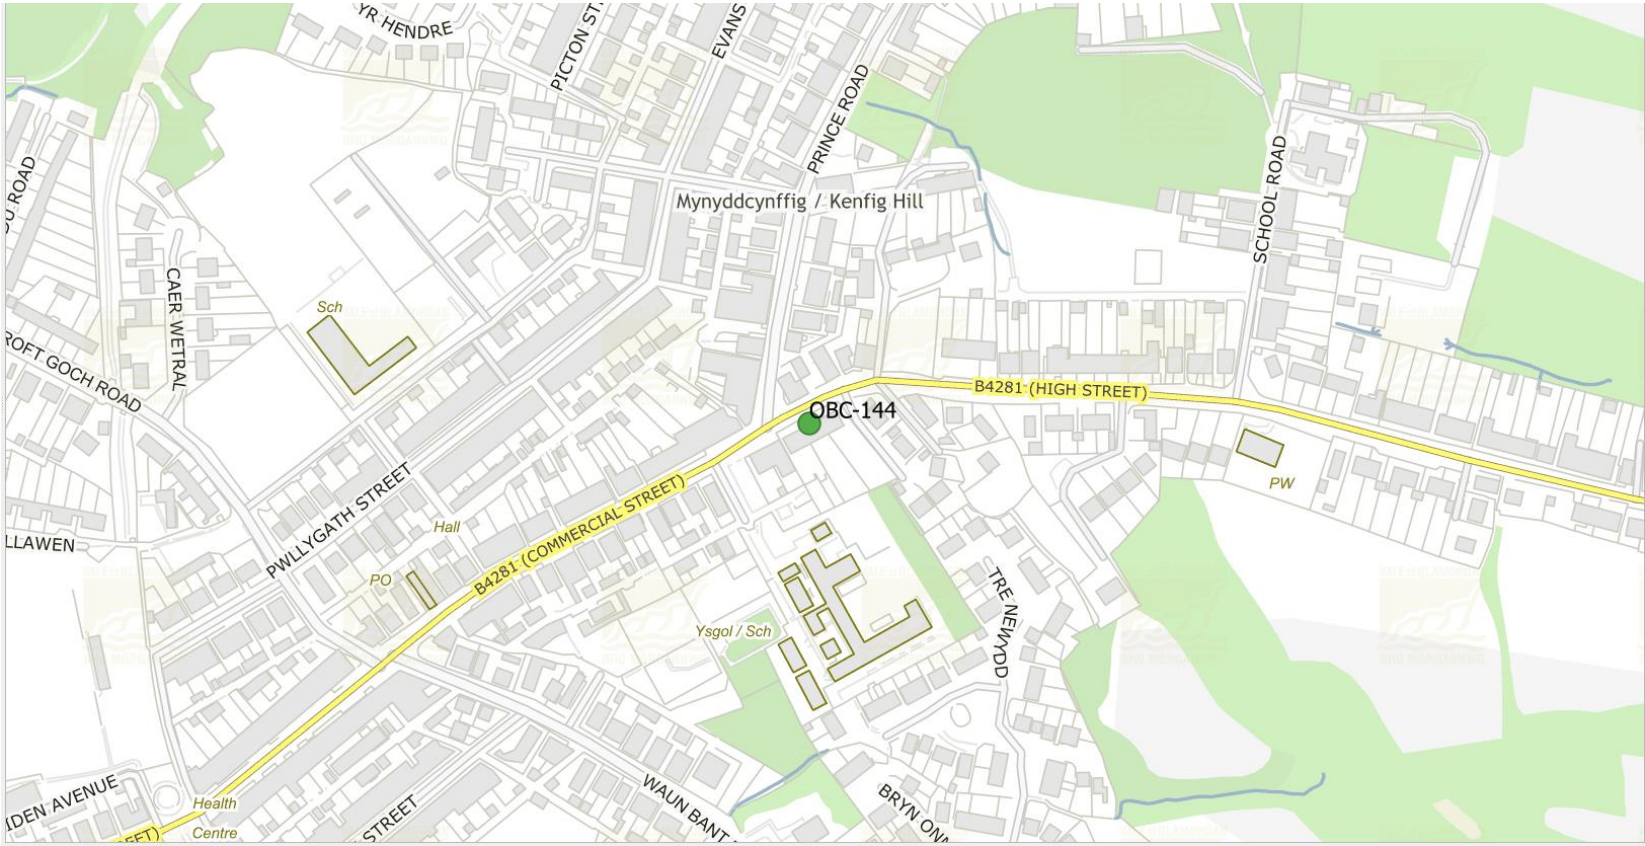 YR HENDRE
PICTON ST
EVANS
PRINCE ROAD
SCHOOL ROAD
Mynyddcynffig / Kenfig Hill
ROAD
CAER WETRAL
Sch
ROFT GOCH ROAD
B4281 (HIGH STREET)
OBC-144
PWLLYGATH STREET
Hall
B4281 (COMMERCIAL STREET)
PW
LLAWEN
PO
TRE NEWYDD
Ysgol / Sch
IDEN AVENUE
Health
Centre
STREET
WAUN BANT
BRYN ONN